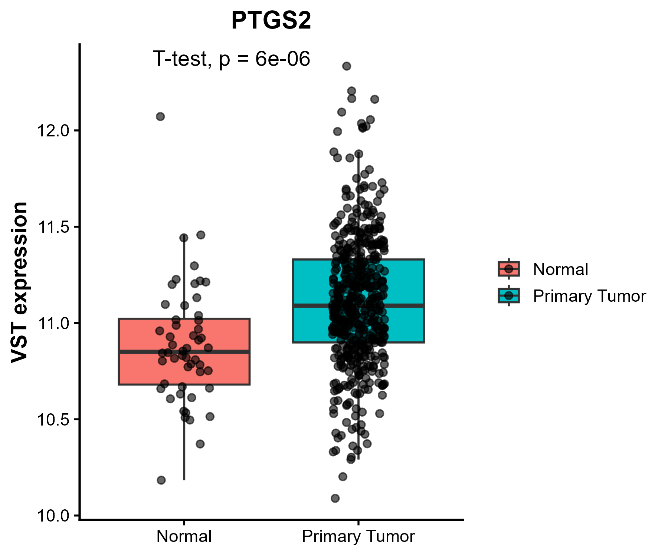 PTGS2
T-test, p = 6e-06
VST expression
12.0
11.5
11.0
10.5
10.0
Normal
Primary Tumor
Normal
Primary Tumor